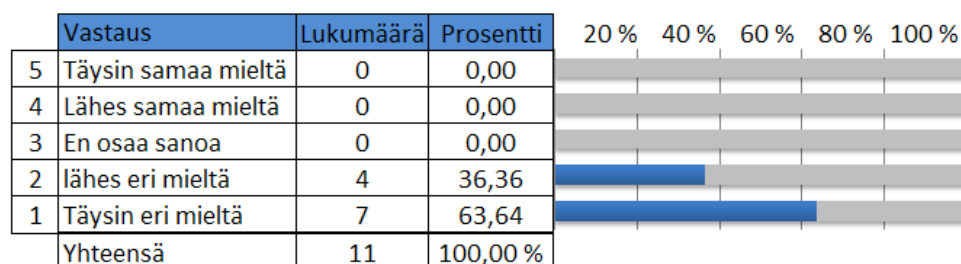 Vastaus Lukumäärä Prosentti 20 % 40 % 60 % 80 % 100 %
5 Täysin samaa mieltä 0 0,00
4 Lähes samaa mieltä 0 0,00
3 En osaa sanoa 0 0,00
2 lähes eri mieltä 4 36,36
1 Täysin eri mieltä 7 63,64
Yhteensä 11 100,00 %